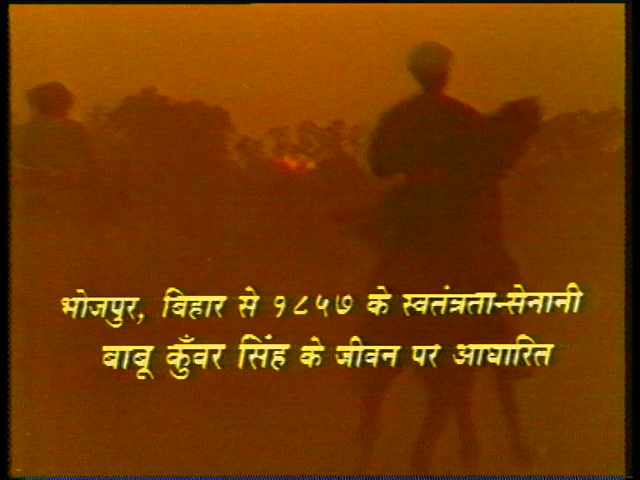 भोजपुर, बिहार से १८५७ के स्वतंत्रता-सेनानी
बाबू कुँवर सिंह के जीवन पर आधारित